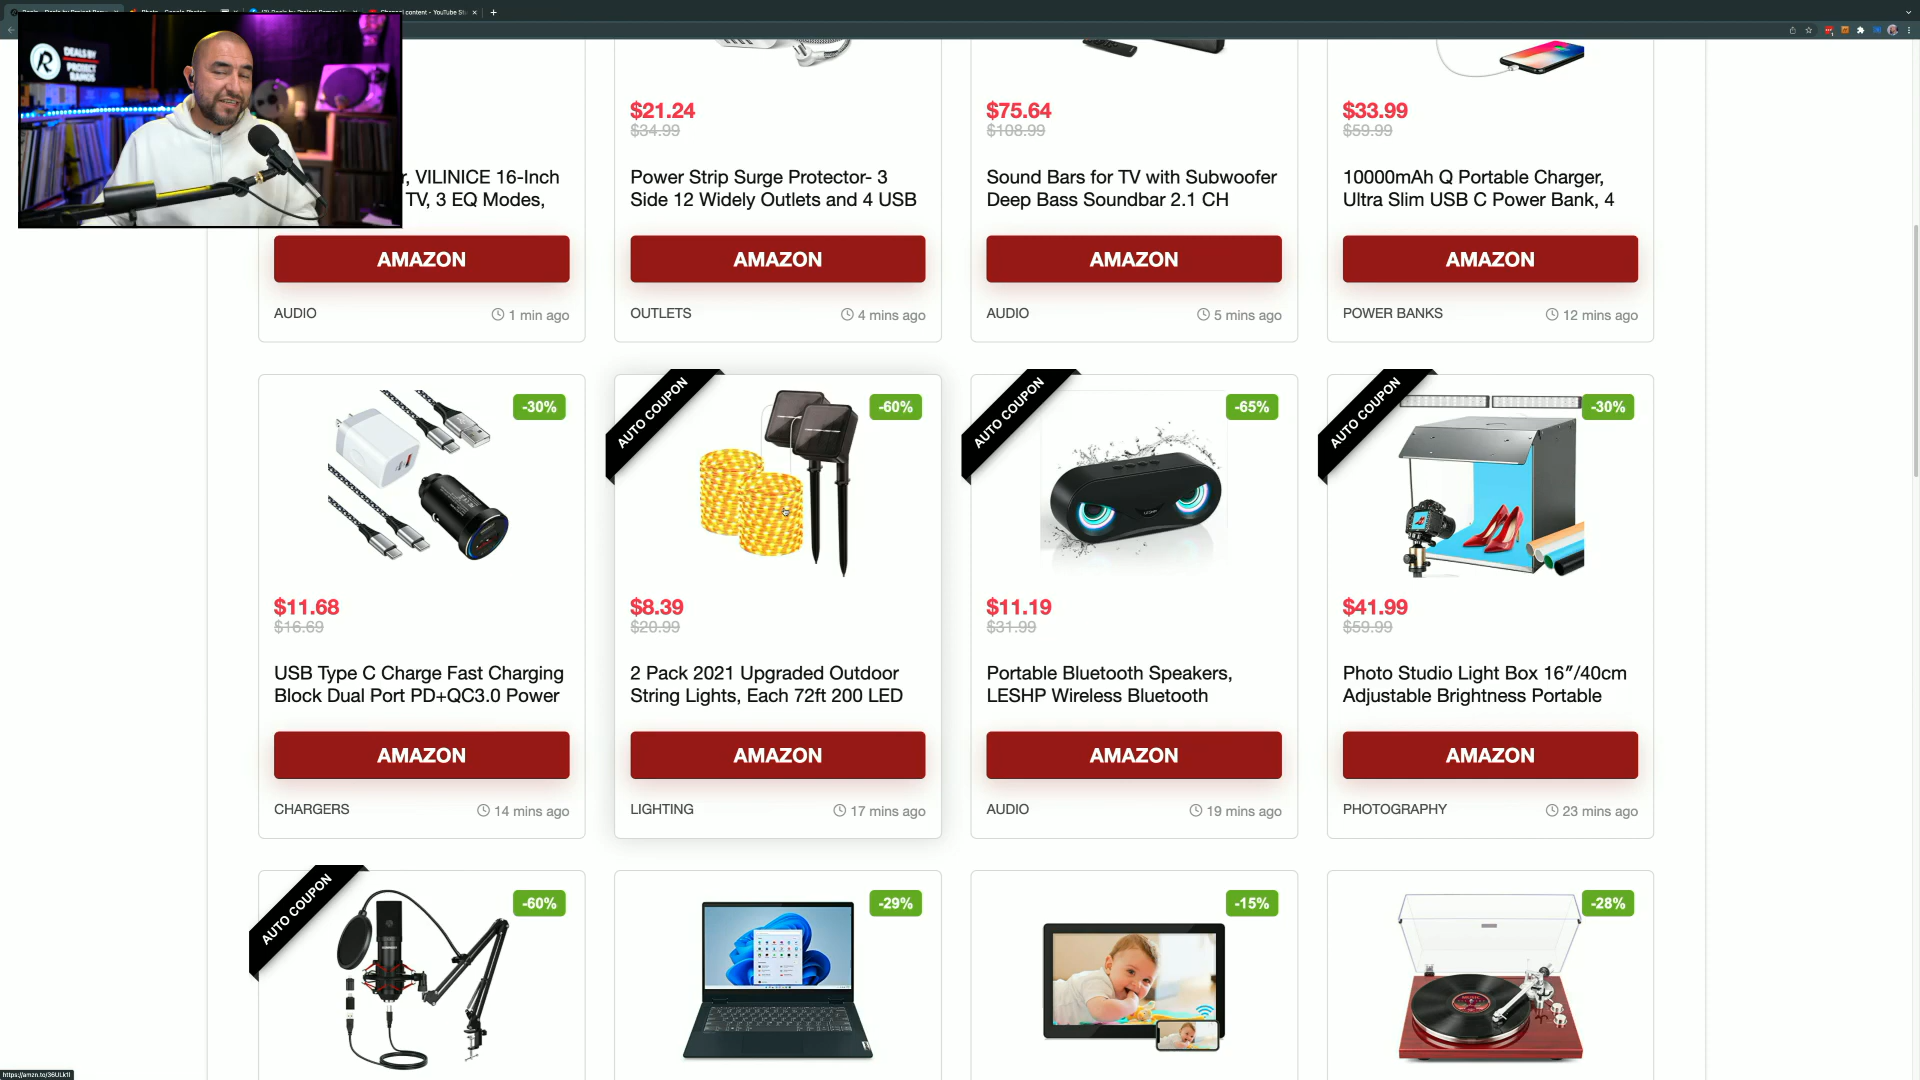 Channel content - YouTube St
DEALS BY
PROJECT
RAMOS
r, VILINICE 16-Inch
TV, 3 EQ Modes,
AMAZON
AUDIO
1 min ago
$21.24
$34.99
Power Strip Surge Protector- 3
Side 12 Widely Outlets and 4 USB
AMAZON
OUTLETS
4 mins ago
$75.64
$108.99
Sound Bars for TV with Subwoofer
Deep Bass Soundbar 2.1 CH
AMAZON
AUDIO
5 mins ago
$33.99
$59.99
10000mAh Q Portable Charger,
Ultra Slim USB C Power Bank, 4
AMAZON
POWER BANKS
12 mins ago
-30%
$11.68
$16.69
USB Type C Charge Fast Charging
Block Dual Port PD+QC3.0 Power
AMAZON
CHARGERS
14 mins ago
AUTO COUPON
-60%
$8.39
$20.99
2 Pack 2021 Upgraded Outdoor
String Lights, Each 72ft 200 LED
AMAZON
LIGHTING
17 mins ago
AUTO COUPON
-65%
$11.19
$31.99
Portable Bluetooth Speakers,
LESHP Wireless Bluetooth
AMAZON
AUDIO
19 mins ago
AUTO COUPON
-30%
$41.99
$59.99
Photo Studio Light Box 16″/40cm
Adjustable Brightness Portable
AMAZON
PHOTOGRAPHY
23 mins ago
AUTO COUPON
-60%
-29%
-15%
-28%